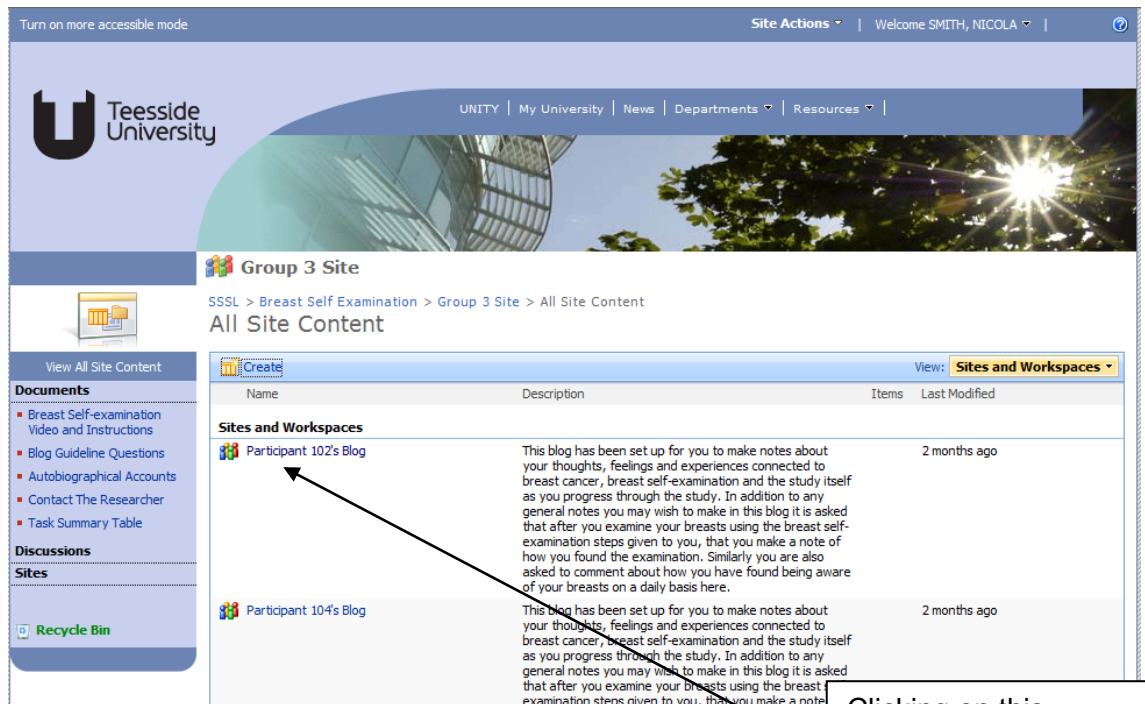 Turn on more accessible mode
Site Actions | Welcome SMITH, NICOLA |
Teesside
University
UNITY | My University | News | Departments | Resources |
Group 3 Site
SSSL > Breast Self Examination > Group 3 Site > All Site Content
All Site Content
View All Site Content
Documents
Breast Self-examination
Video and Instructions
Blog Guideline Questions
Autobiographical Accounts
Contact The Researcher
Task Summary Table
Discussions
Sites
Recycle Bin
Create
View: Sites and Workspaces
Name Description Items Last Modified
Sites and Workspaces
Participant 102's Blog This blog has been set up for you to make notes about 2 months ago
your thoughts, feelings and experiences connected to
breast cancer, breast self-examination and the study itself
as you progress through the study. In addition to any
general notes you may wish to make in this blog it is asked
that after you examine your breasts using the breast self-
examination steps given to you, that you make a note of
how you found the examination. Similarly you are also
asked to comment about how you have found being aware
of your breasts on a daily basis here.
Participant 104's Blog This blog has been set up for you to make notes about 2 months ago
your thoughts, feelings and experiences connected to
breast cancer, breast self-examination and the study itself
as you progress through the study. In addition to any
general notes you may wish to make in this blog it is asked
that after you examine your breasts using the breast
examination steps given to you, that you make a note
Clicking on this